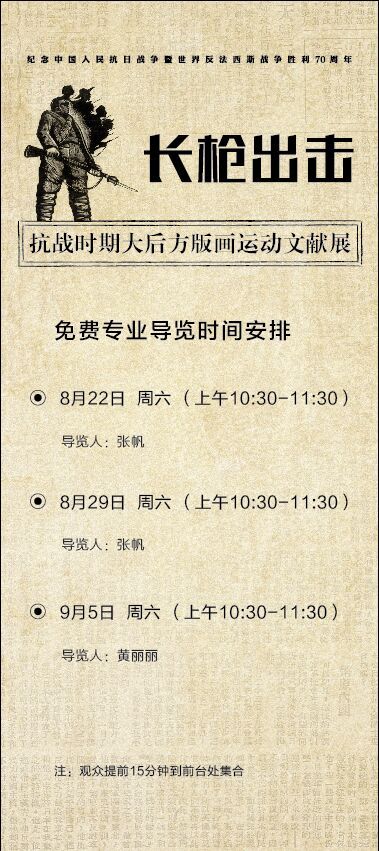 纪念中国人民抗日战争暨世界反法西斯战争胜利70周年
长枪出击
抗战时期大后方版画运动文献展
免费专业导览时间安排
8月22日 周六（上午10:30-11:30）
导览人：张帆
8月29日 周六（上午10:30-11:30）
导览人：张帆
9月5日 周六（上午10:30-11:30）
导览人：黄丽丽
注：观众提前15分钟到前台处集合